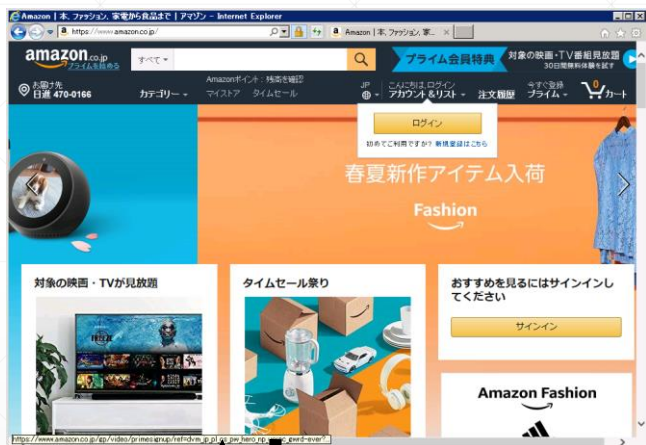 Amazon | 本, ファッション, 家電から食品まで | アマゾン - Internet Explorer
https://www.amazon.co.jp/
Amazon | 本, ファッション, 家...
amazon.co.jp
プライムを始める
すべて
プライム会員特典
対象の映画・TV番組見放題
30日間無料体験を試す
お届け先
日進 470-0166
カテゴリー
Amazonポイント: 残高を確認
マイストア タイムセール
JP
こんにちは, ログイン
アカウント&リスト
注文履歴
今すぐ登録
プライム
0
カート
ログイン
初めてご利用ですか? 新規登録はこちら
春夏新作アイテム入荷
Fashion
対象の映画・TVが見放題
タイムセール祭り
おすすめを見るにはサインインし
てください
サインイン
FREEZE
Amazon Fashion